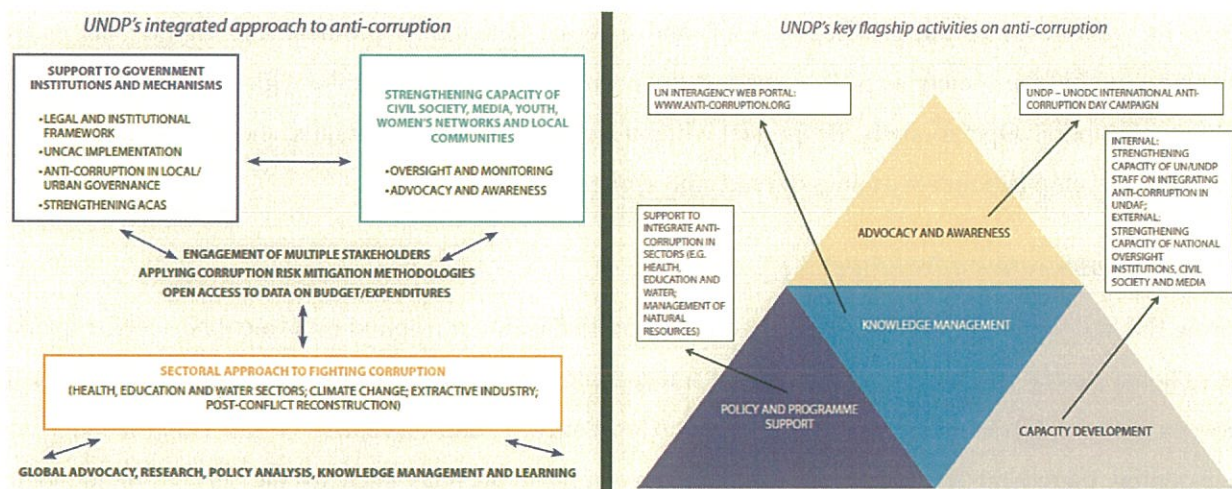 UNDP's integrated approach to anti-corruption
SUPPORT TO GOVERNMENT
INSTITUTIONS AND MECHANISMS
•LEGAL AND INSTITUTIONAL
FRAMEWORK
•UNCAC IMPLEMENTATION
•ANTI-CORRUPTION IN LOCAL/
URBAN GOVERNANCE
•STRENGTHENING ACAS
STRENGTHENING CAPACITY OF
CIVIL SOCIETY, MEDIA, YOUTH,
WOMEN'S NETWORKS AND LOCAL
COMMUNITIES
•OVERSIGHT AND MONITORING
•ADVOCACY AND AWARENESS
ENGAGEMENT OF MULTIPLE STAKEHOLDERS
APPLYING CORRUPTION RISK MITIGATION METHODOLOGIES
OPEN ACCESS TO DATA ON BUDGET/EXPENDITURES
SECTORAL APPROACH TO FIGHTING CORRUPTION
(HEALTH, EDUCATION AND WATER SECTORS; CLIMATE CHANGE; EXTRACTIVE INDUSTRY;
POST-CONFLICT RECONSTRUCTION)
GLOBAL ADVOCACY, RESEARCH, POLICY ANALYSIS, KNOWLEDGE MANAGEMENT AND LEARNING
UNDP's key flagship activities on anti-corruption
UN INTERAGENCY WEB PORTAL:
WWW.ANTI-CORRUPTION.ORG
UNDP – UNODC INTERNATIONAL ANTI-
CORRUPTION DAY CAMPAIGN
INTERNAL:
STRENGTHENING
CAPACITY OF UN/UNDP
STAFF ON INTEGRATING
ANTI-CORRUPTION IN
UNDAF;
EXTERNAL:
STRENGTHENING
CAPACITY OF NATIONAL
OVERSIGHT
INSTITUTIONS, CIVIL
SOCIETY AND MEDIA
SUPPORT TO
INTEGRATE ANTI-
CORRUPTION IN
SECTORS (E.G.
HEALTH,
EDUCATION AND
WATER;
MANAGEMENT OF
NATURAL
RESOURCES)
ADVOCACY AND AWARENESS
KNOWLEDGE MANAGEMENT
POLICY AND PROGRAMME
SUPPORT
CAPACITY DEVELOPMENT